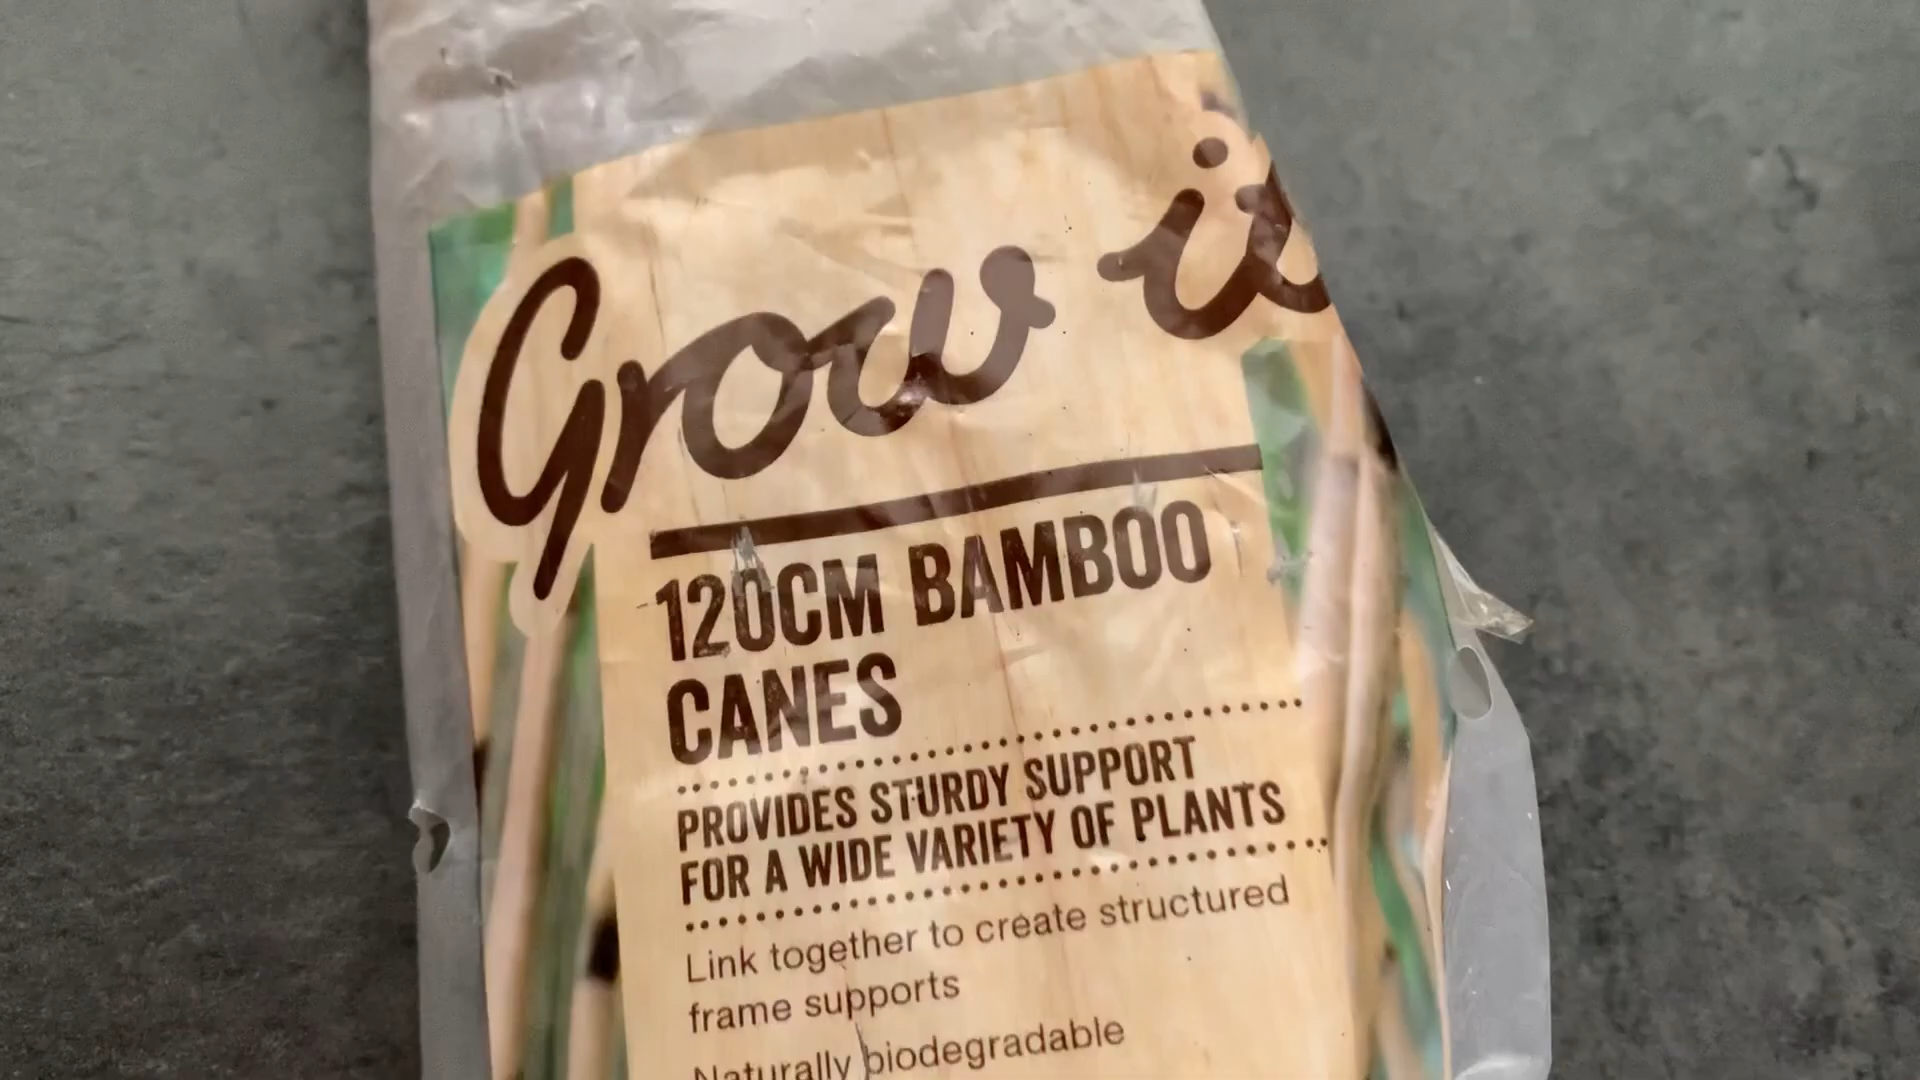 Grow it
120CM BAMBOO
CANES
PROVIDES STURDY SUPPORT
FOR A WIDE VARIETY OF PLANTS
Link together to create structured
frame supports
Naturally biodegradable